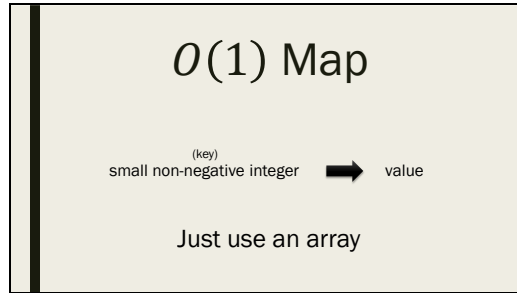 O(1) Map
(key)
small non-negative integer value
Just use an array